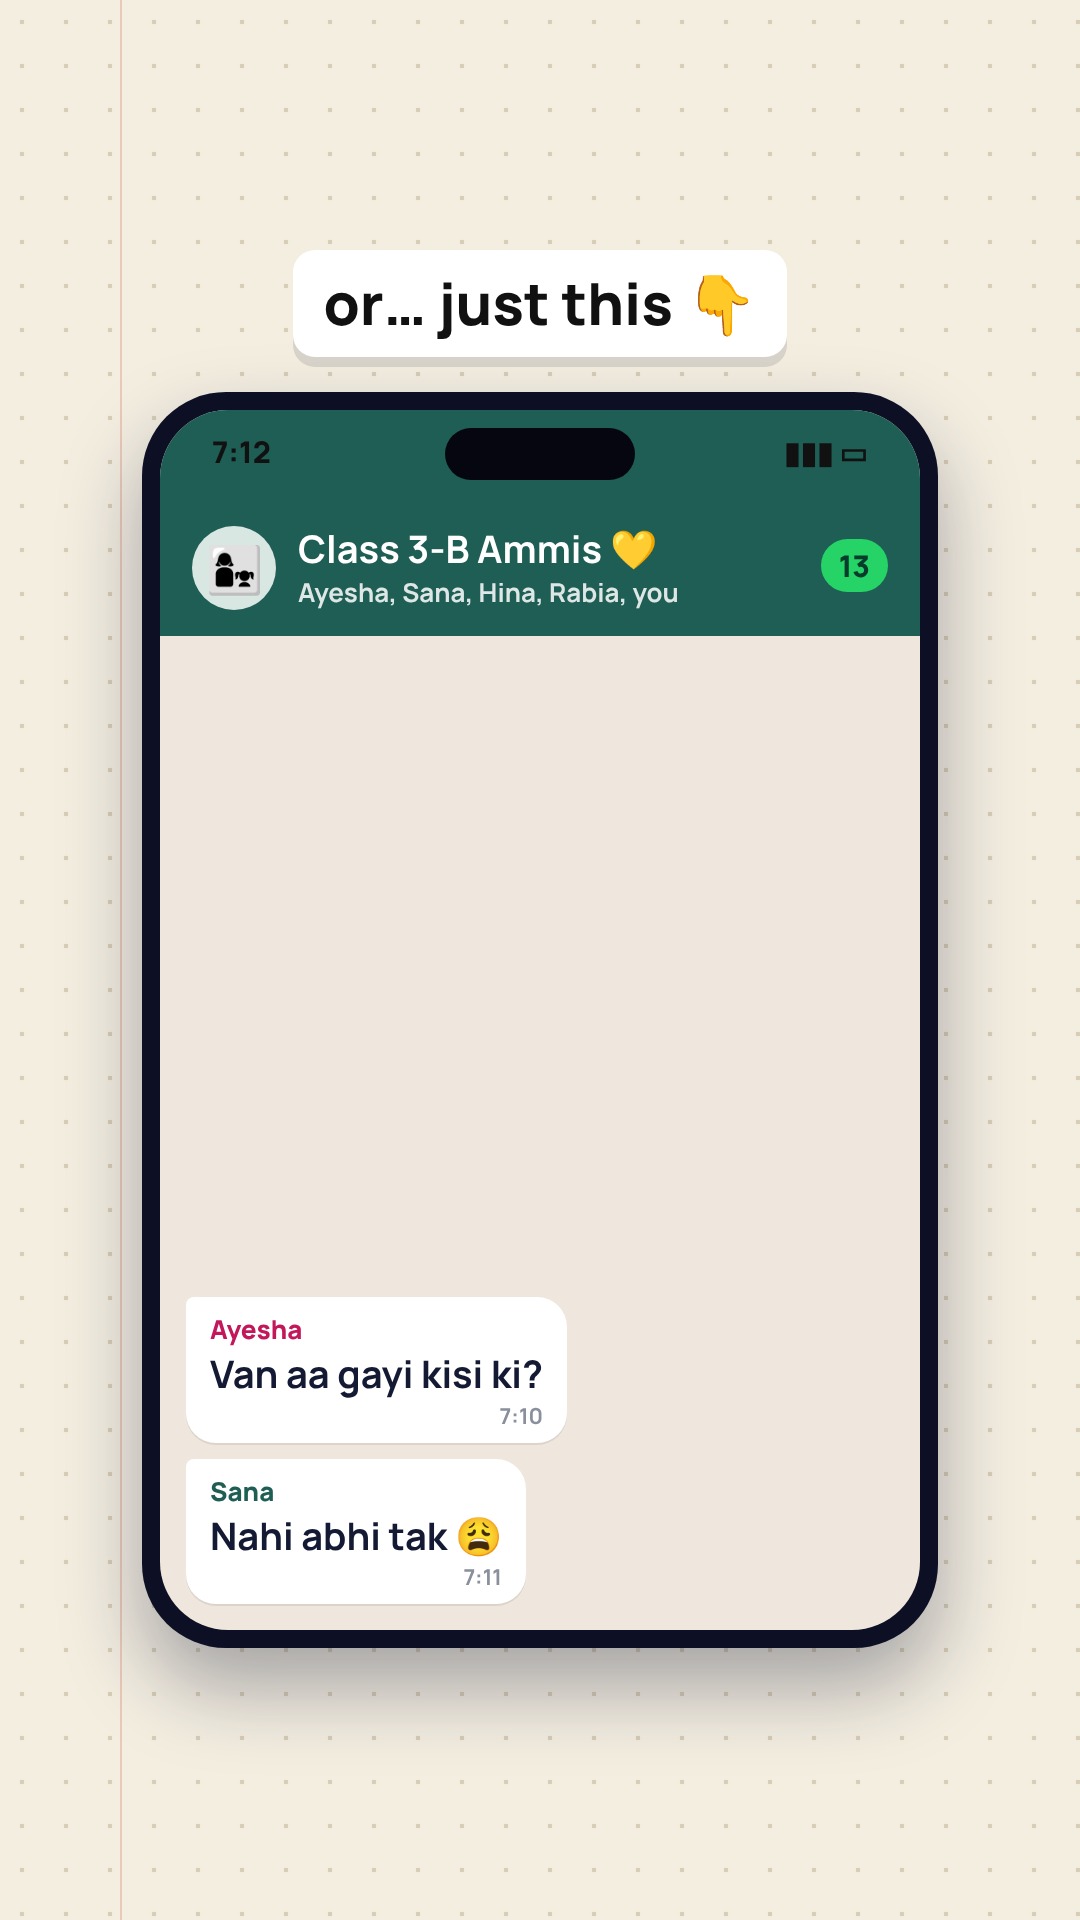 or... just this 👇
7:12
Class 3-B Ammis 💛
Ayesha, Sana, Hina, Rabia, you
13
Ayesha
Van aa gayi kisi ki?
7:10
Sana
Nahi abhi tak 😩
7:11